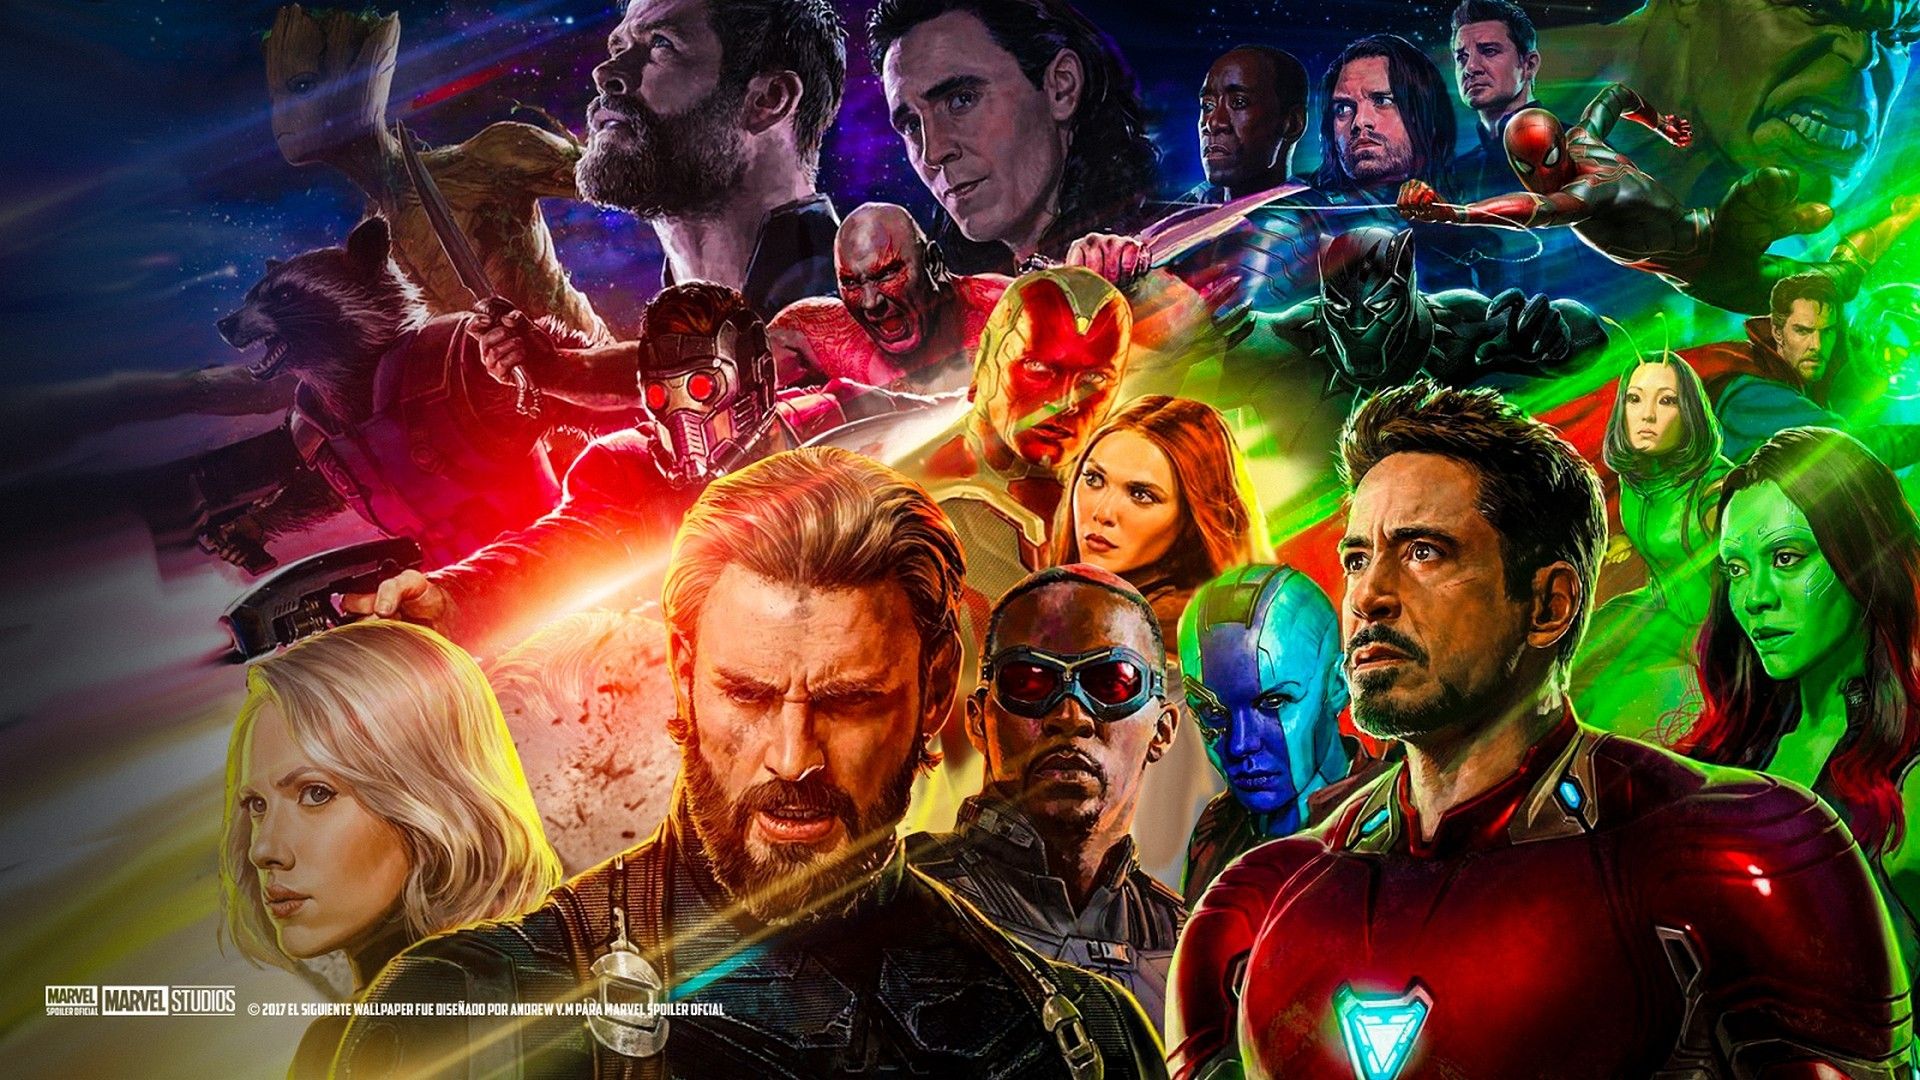 MARVEL
SPOILER OFICIAL
MARVEL STUDIOS
© 2017 EL SIGUIENTE WALLPAPER FUE DISEÑADO POR ANDREW V.M PARA MARVEL SPOILER OFCIAL